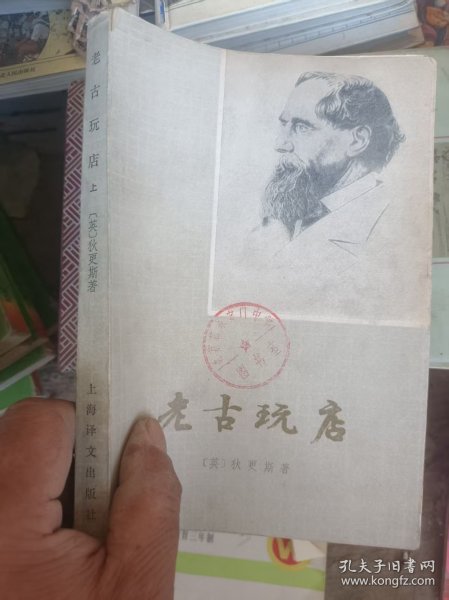 老古玩店 上 〔英〕狄更斯著 上海译文出版社
老古玩店
〔英〕狄更斯著
孔夫子旧书网
www.kongfz.com